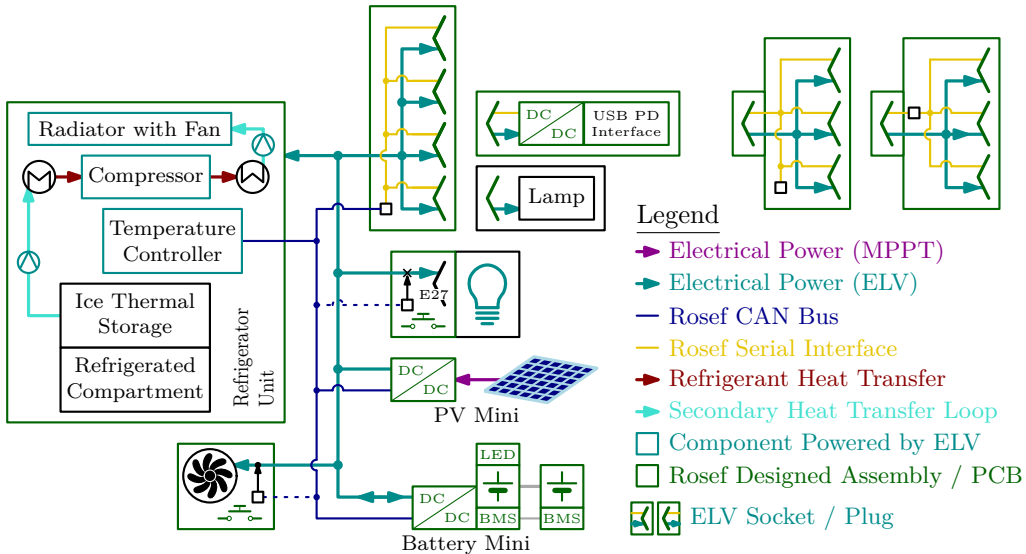 Radiator with Fan
Compressor
Temperature
Controller
Ice Thermal
Storage
Refrigerated
Compartment
Refrigerator
Unit
DC
DC
USB PD
Interface
Lamp
E27
DC
DC
PV Mini
LED
DC
DC
BMS
BMS
Battery Mini
Legend
Electrical Power (MPPT)
Electrical Power (ELV)
Rosef CAN Bus
Rosef Serial Interface
Refrigerant Heat Transfer
Secondary Heat Transfer Loop
Component Powered by ELV
Rosef Designed Assembly / PCB
ELV Socket / Plug